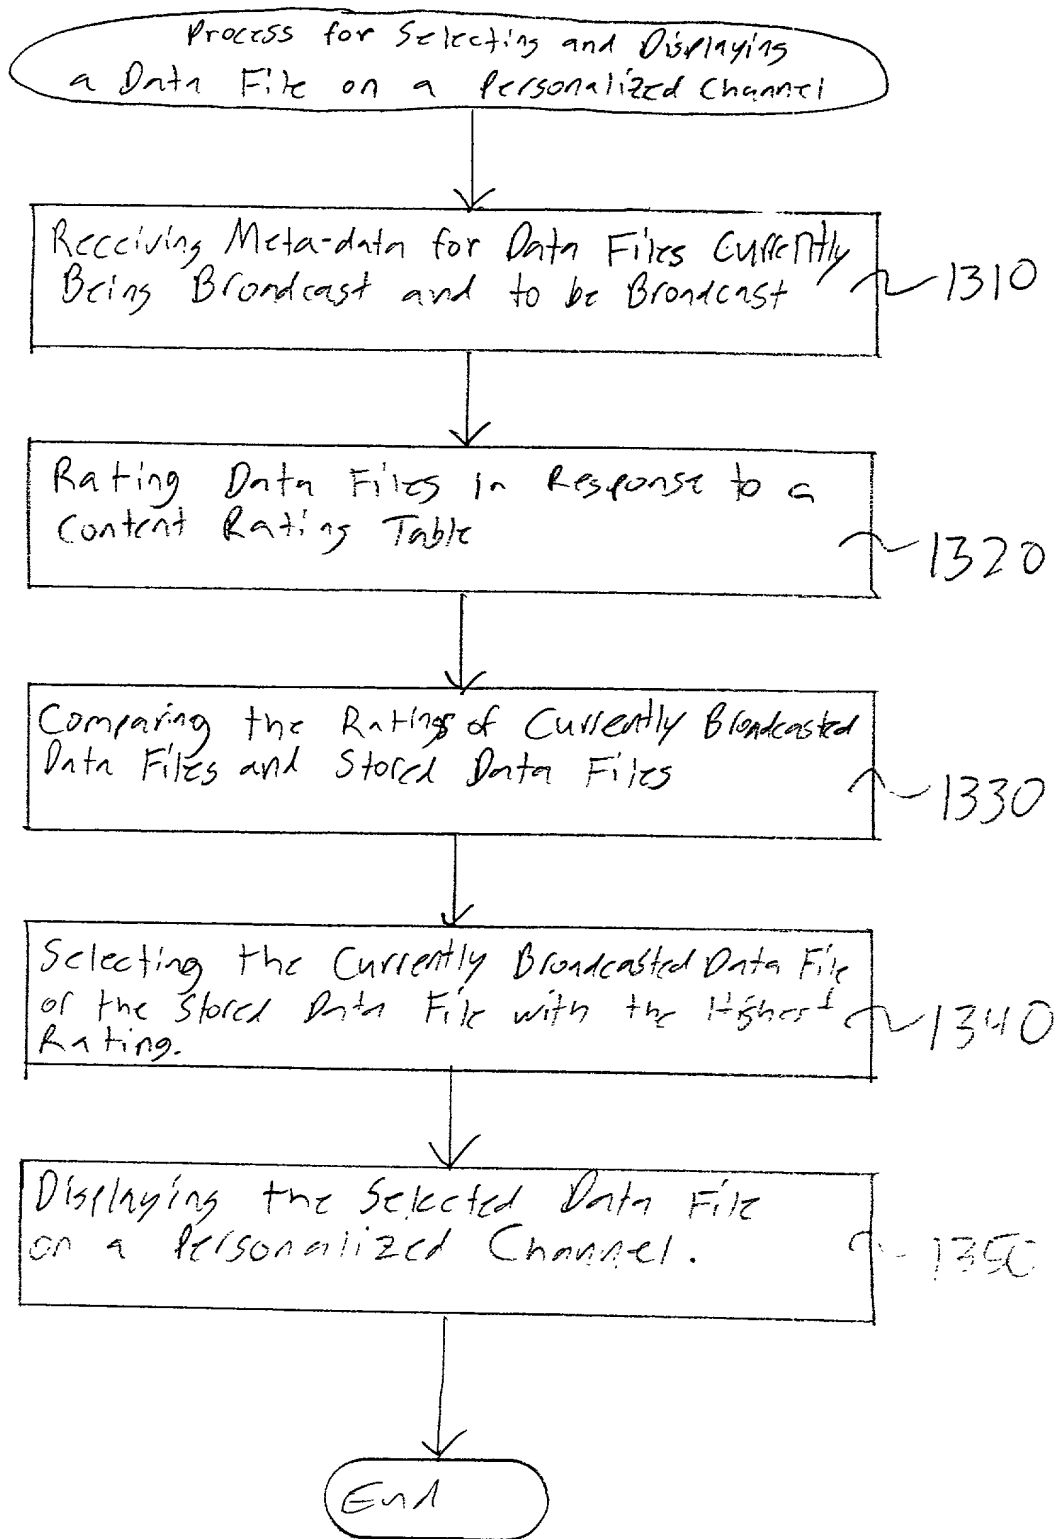 Process for Selecting and Displaying
a Data File on a Personalized Channel
Receiving Meta-data for Data Files Currently
Being Broadcast and to be Broadcast
1310
Rating Data Files in Response to a
Content Rating Table
1320
Comparing the Ratings of Currently Broadcasted
Data Files and Stored Data Files
1330
Selecting the Currently Broadcasted Data File
or the Stored Data File with the Highest
Rating.
1340
Displaying the Selected Data File
on a Personalized Channel.
1350
End